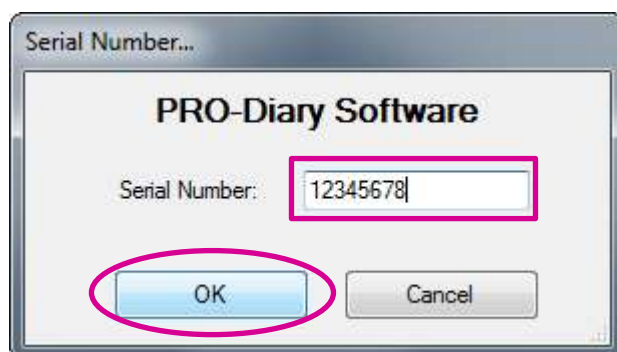 Serial Number...
PRO-Diary Software
Serial Number: 12345678
OK Cancel